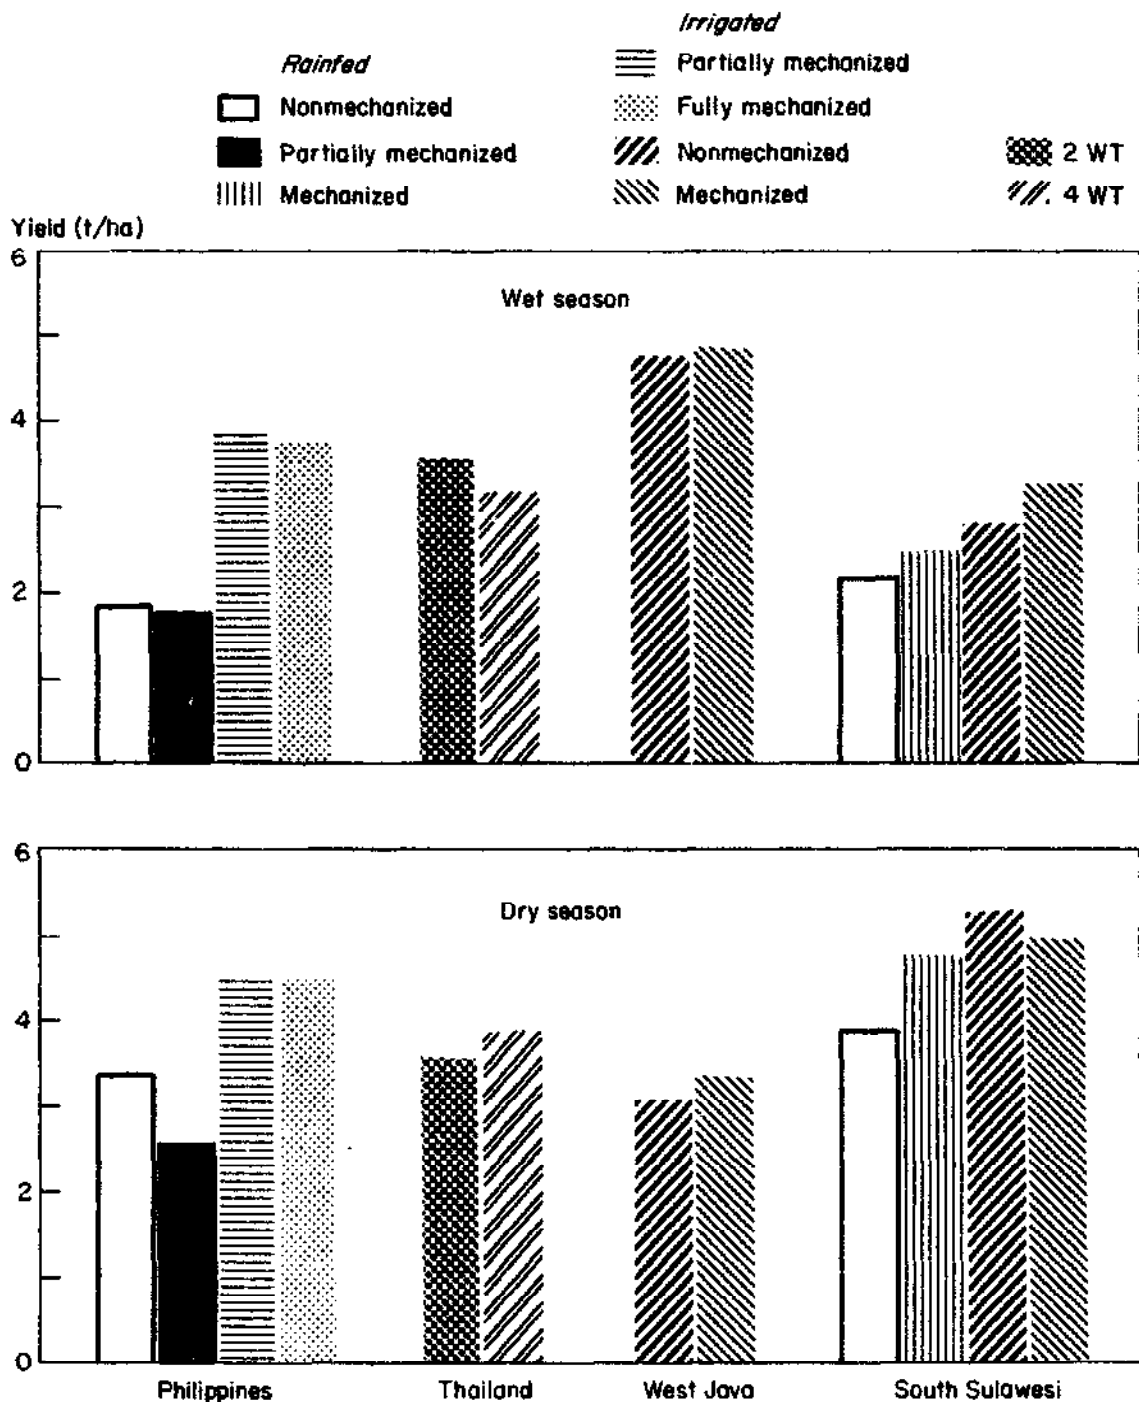 Rainfed
Nonmechanized
Partially mechanized
Mechanized
Irrigated
Partially mechanized
Fully mechanized
Nonmechanized
Mechanized
2 WT
4 WT
Yield (t/ha)
6
Wet season
4
2
0
6
Dry season
4
2
0
Philippines Thailand West Java South Sulawesi